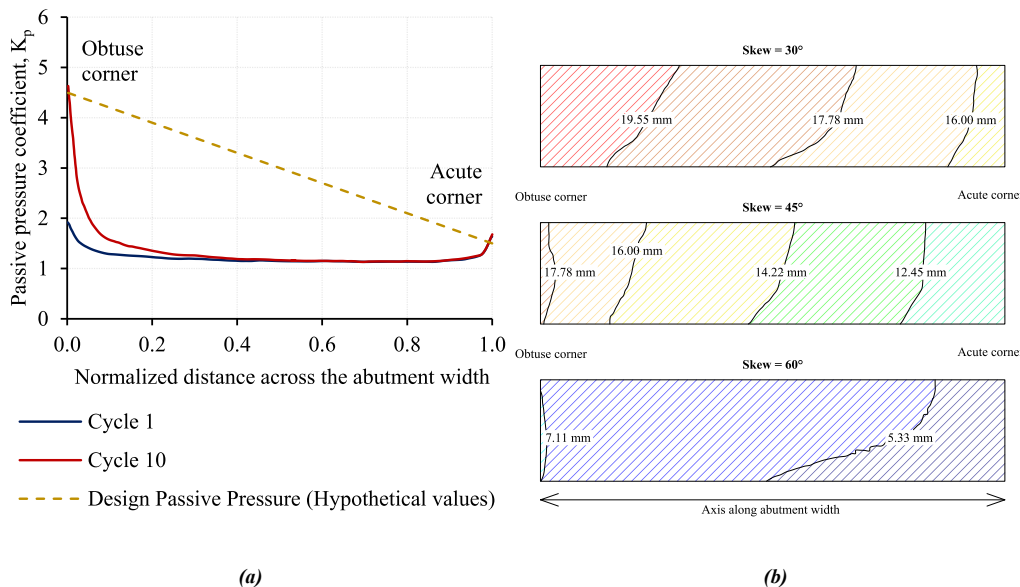 Passive pressure coefficient, Kₚ
6
5
4
3
2
1
0
Obtuse
corner
Acute
corner
0.0 0.2 0.4 0.6 0.8 1.0
Normalized distance across the abutment width
Cycle 1
Cycle 10
Design Passive Pressure (Hypothetical values)
(a)
Skew = 30°
19.55 mm 17.78 mm 16.00 mm
Obtuse corner Acute corne
Skew = 45°
17.78 mm 16.00 mm 14.22 mm 12.45 mm
Obtuse corner Acute corne
Skew = 60°
7.11 mm 5.33 mm
Axis along abutment width
(b)